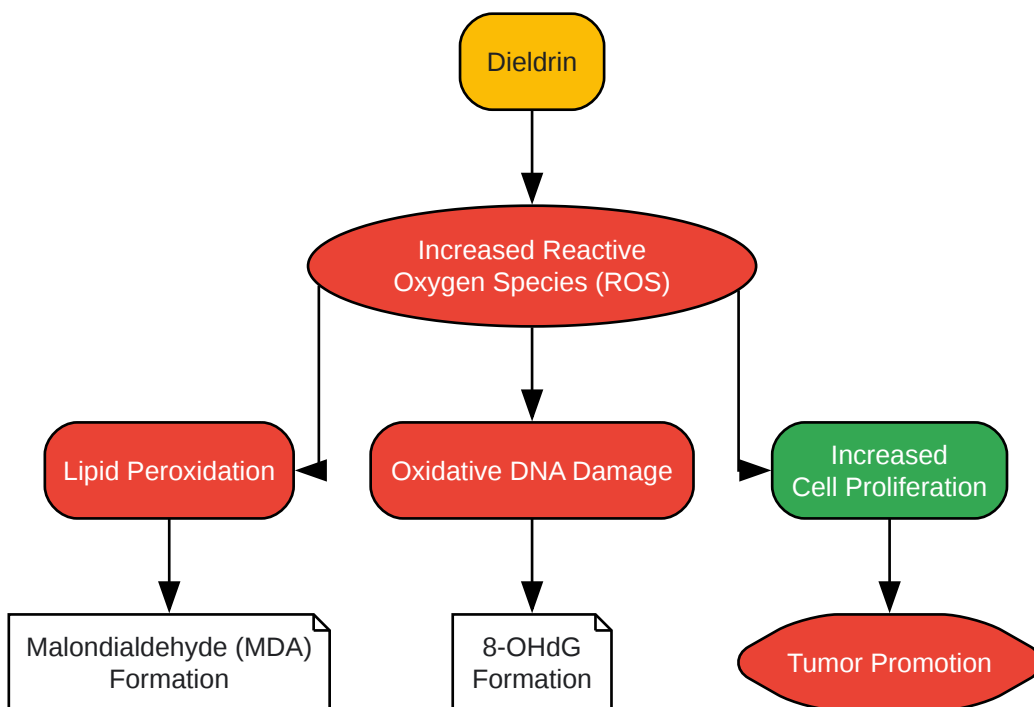 Dieldrin
Increased Reactive
Oxygen Species (ROS)
Lipid Peroxidation
Oxidative DNA Damage
Increased
Cell Proliferation
Malondialdehyde (MDA)
Formation
8-OHdG
Formation
Tumor Promotion